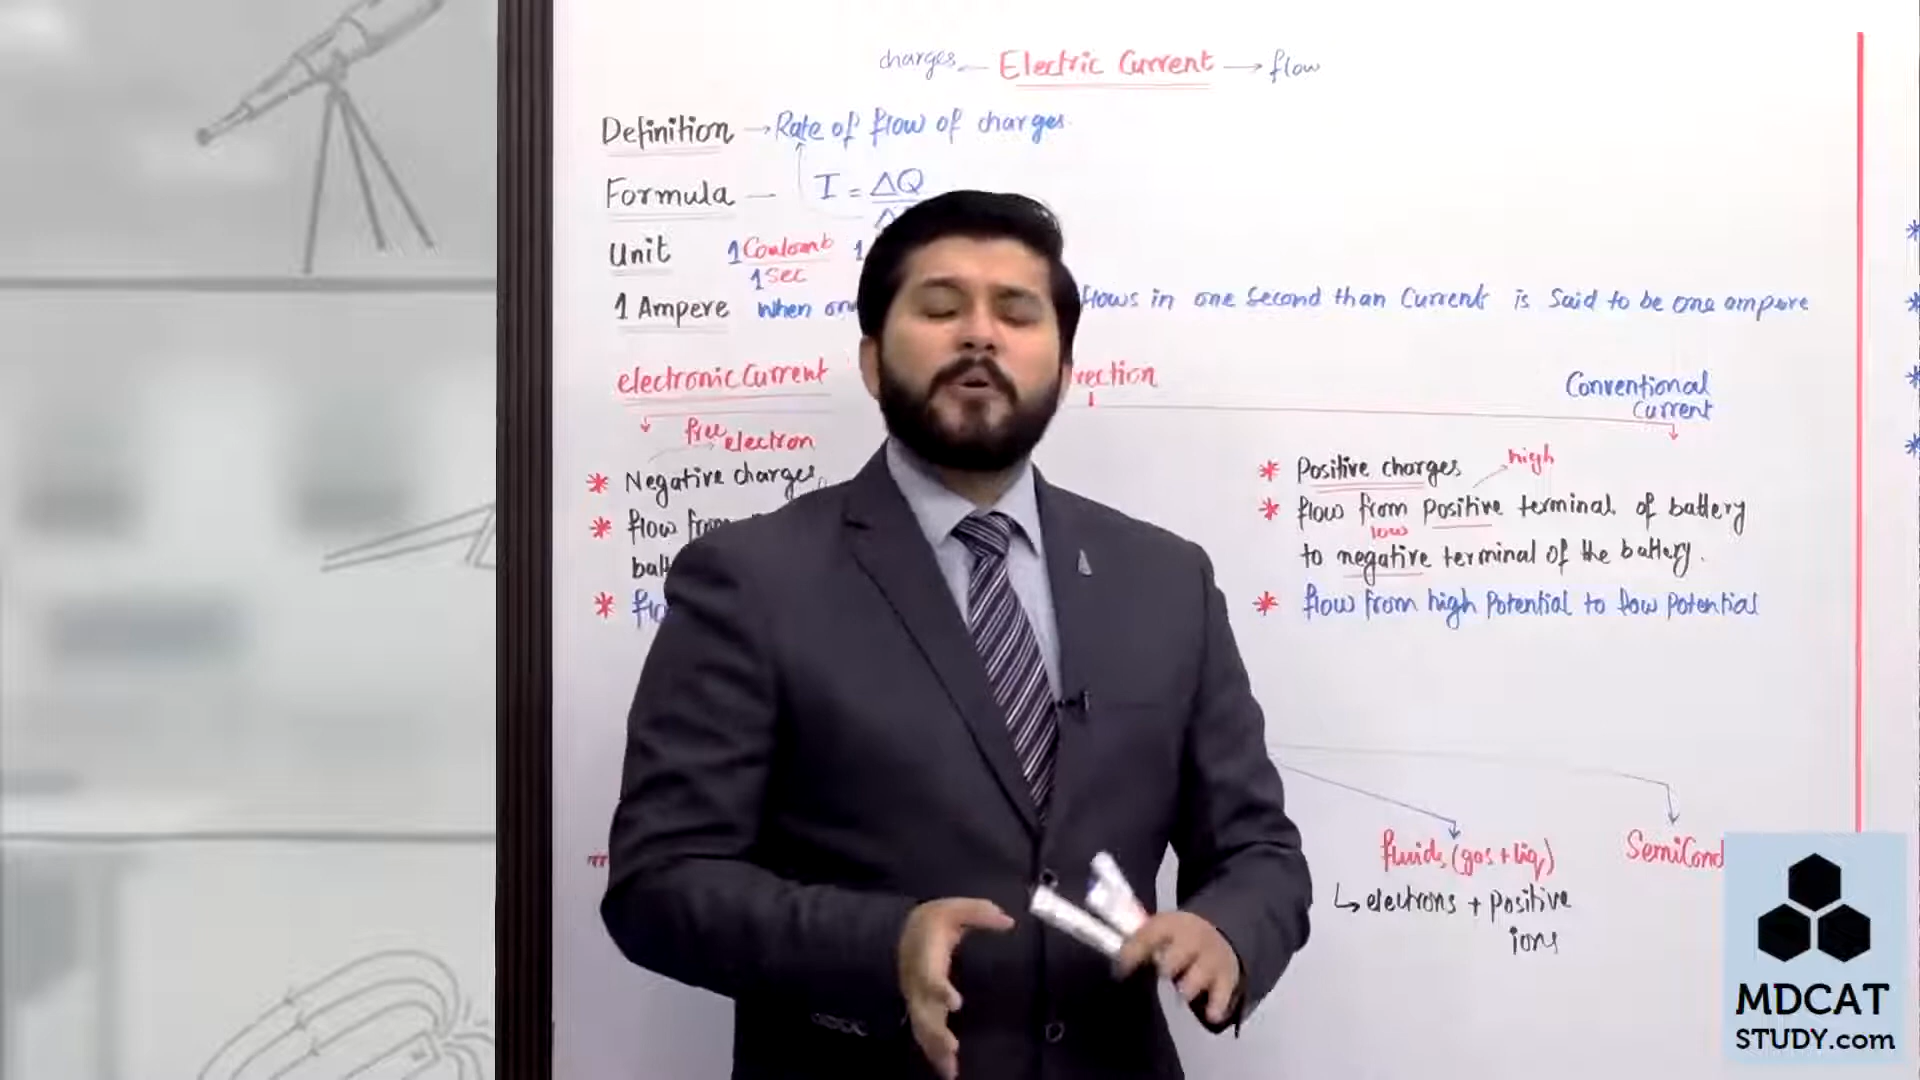 charges — Electric Current → flow
Definition → Rate of flow of charges.
Formula — I = ΔQ
Unit 1 Coulomb 1
1 Sec
1 Ampere When one flows in one Second than Current is Said to be one ampere
electronic Current
Conventional
Current
free electron
* Negative charges
* flow from
* Positive charges
high
* flow from positive terminal of battery
low
to negative terminal of the battery.
* flow from high Potential to low Potential
fluids (gas + liq)
↳ electrons + positive
ions
MDCAT
STUDY.com